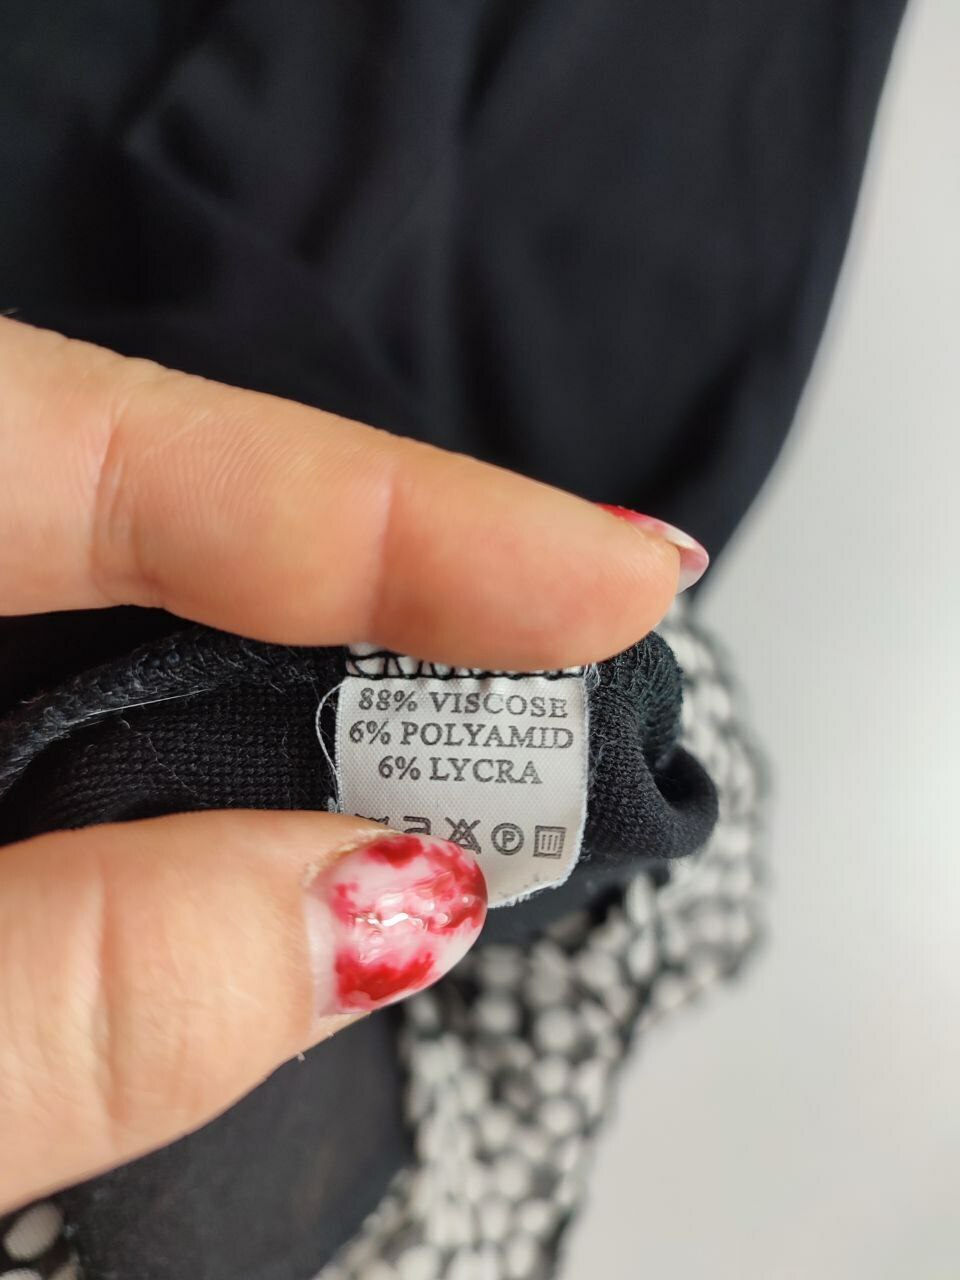 88% VISCOSE
6% POLYAMID
6% LYCRA
P